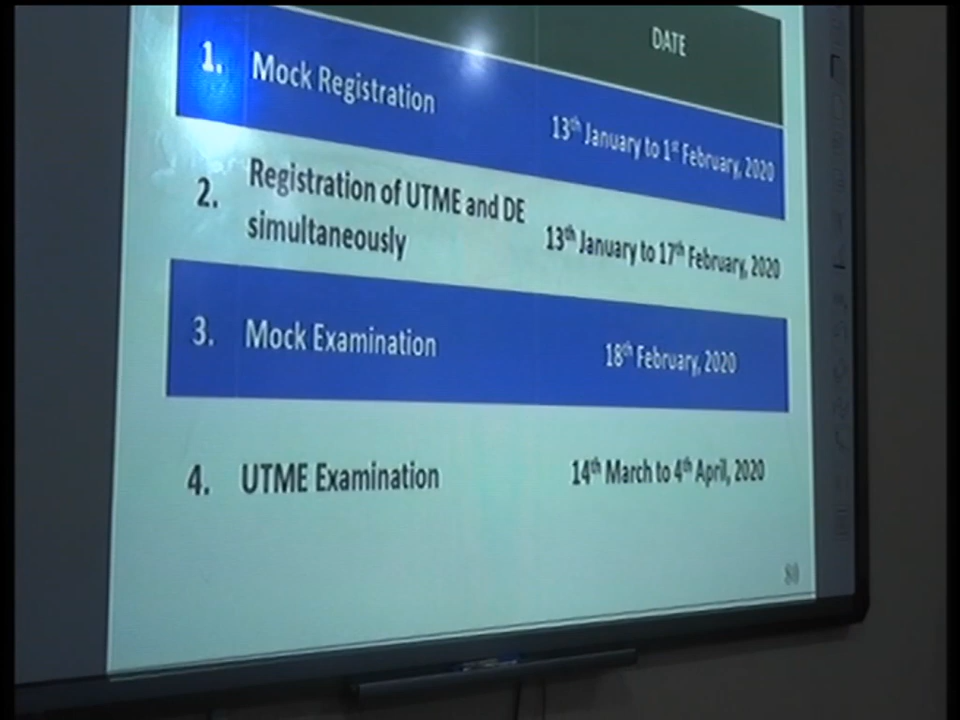 DATE
1. Mock Registration 13th January to 1st February, 2020
2. Registration of UTME and DE
simultaneously 13th January to 17th February, 2020
3. Mock Examination 18th February, 2020
4. UTME Examination 14th March to 4th April, 2020
80